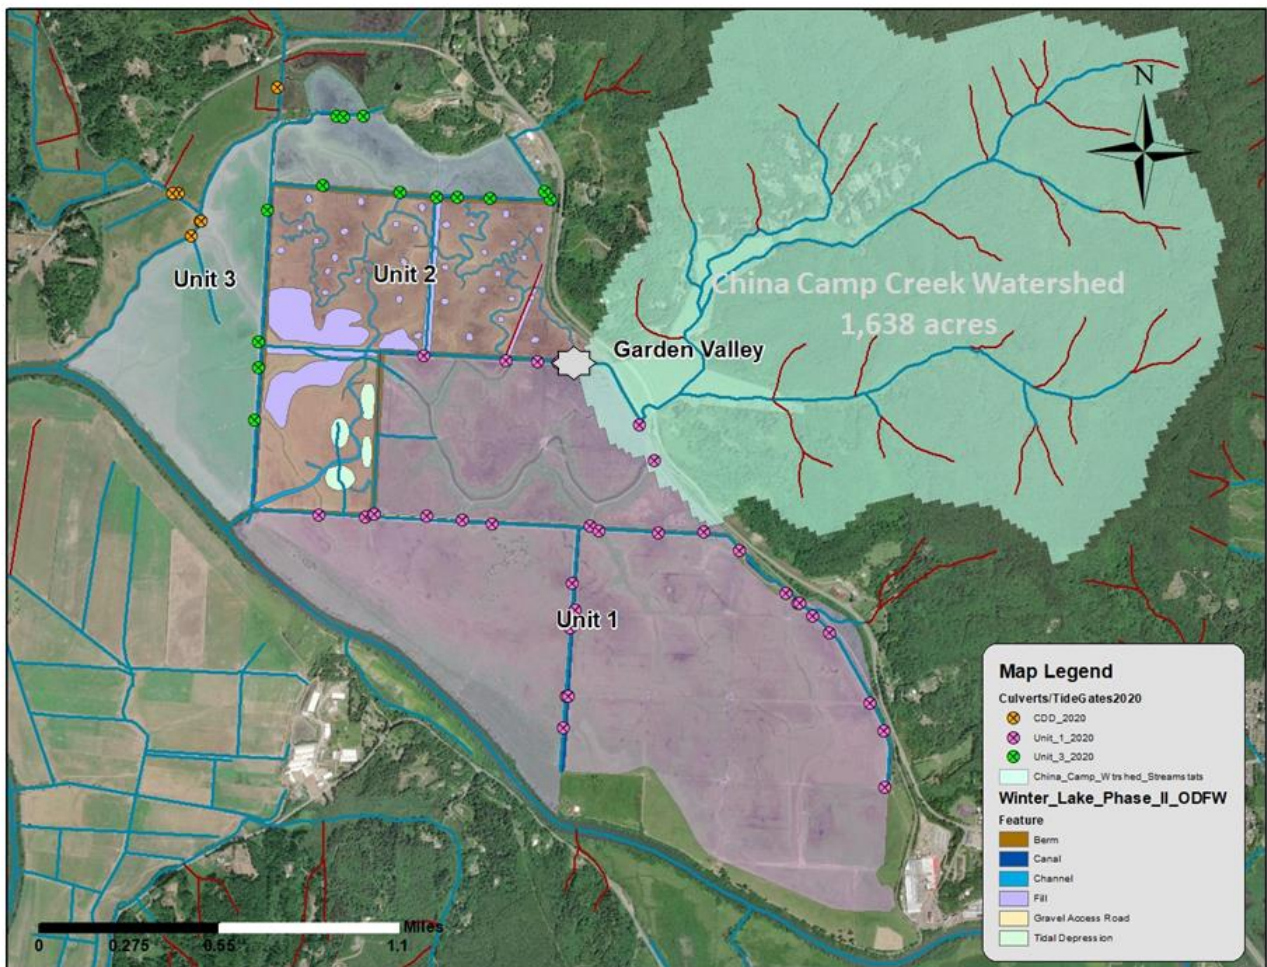 N
China Camp Creek Watershed
1,638 acres
Unit 3
Unit 2
Garden Valley
Unit 1
Map Legend
Culverts/TideGates2020
CDD_2020
Unit_1_2020
Unit_3_2020
China_Camp_Wtrshed_Streamstats
Winter_Lake_Phase_II_ODFW
Feature
Berm
Canal
Channel
Fill
Gravel Access Road
Tidal Depression
Miles
0 0.275 0.55 1.1